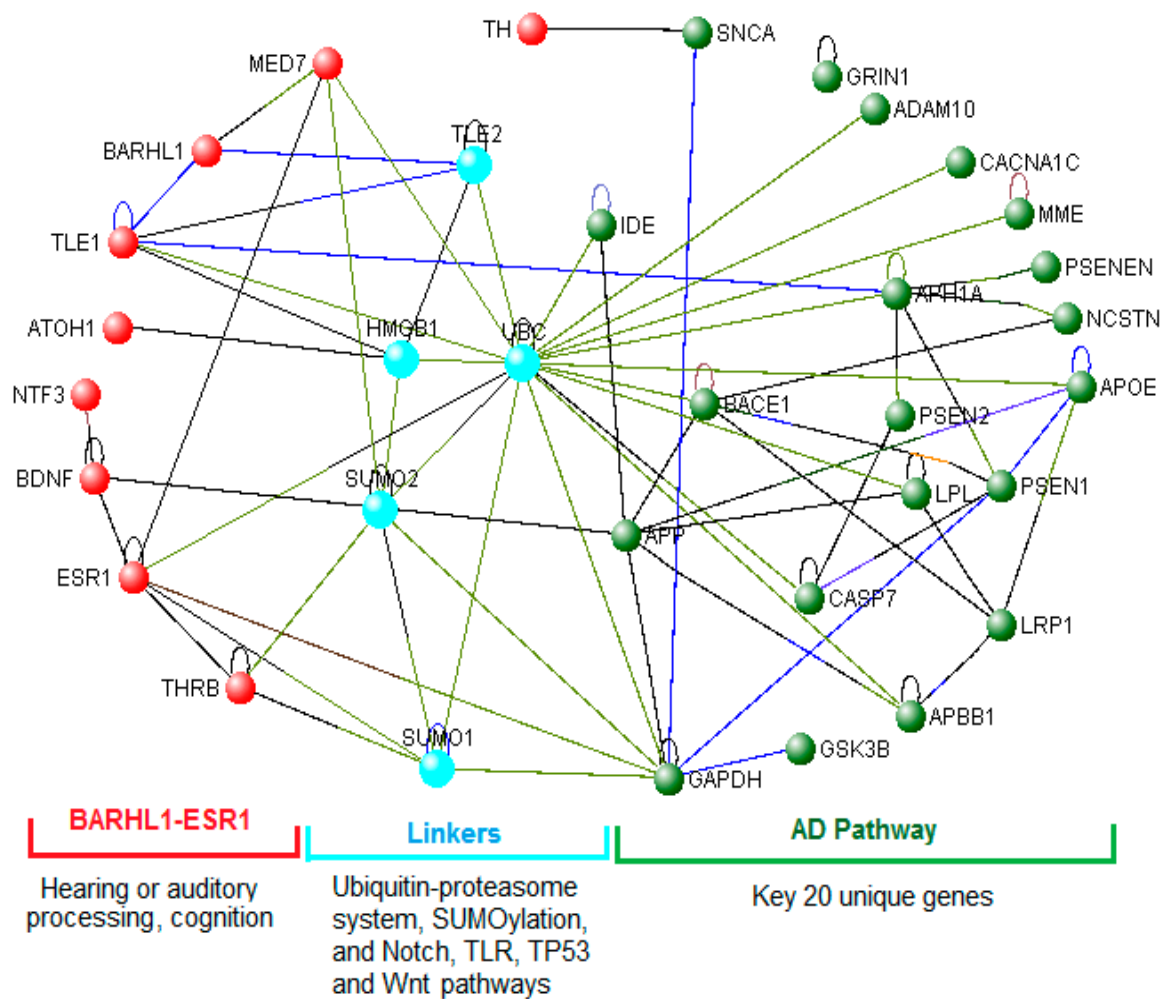 TH
SNCA
MED7
GRIN1
ADAM10
TLE2
BARHL1
CACNA1C
MME
IDE
TLE1
PSENEN
APH1A
NCSTN
ATOH1
HMGB1
UBC
NTF3
APOE
BACE1
PSEN2
BDNF
SUMO2
LPL
PSEN1
APP
ESR1
CASP7
LRP1
THRB
APBB1
SUMO1
GSK3B
GAPDH
BARHL1-ESR1
Linkers
AD Pathway
Hearing or auditory
processing, cognition
Ubiquitin-proteasome
system, SUMOylation,
and Notch, TLR, TP53
and Wnt pathways
Key 20 unique genes